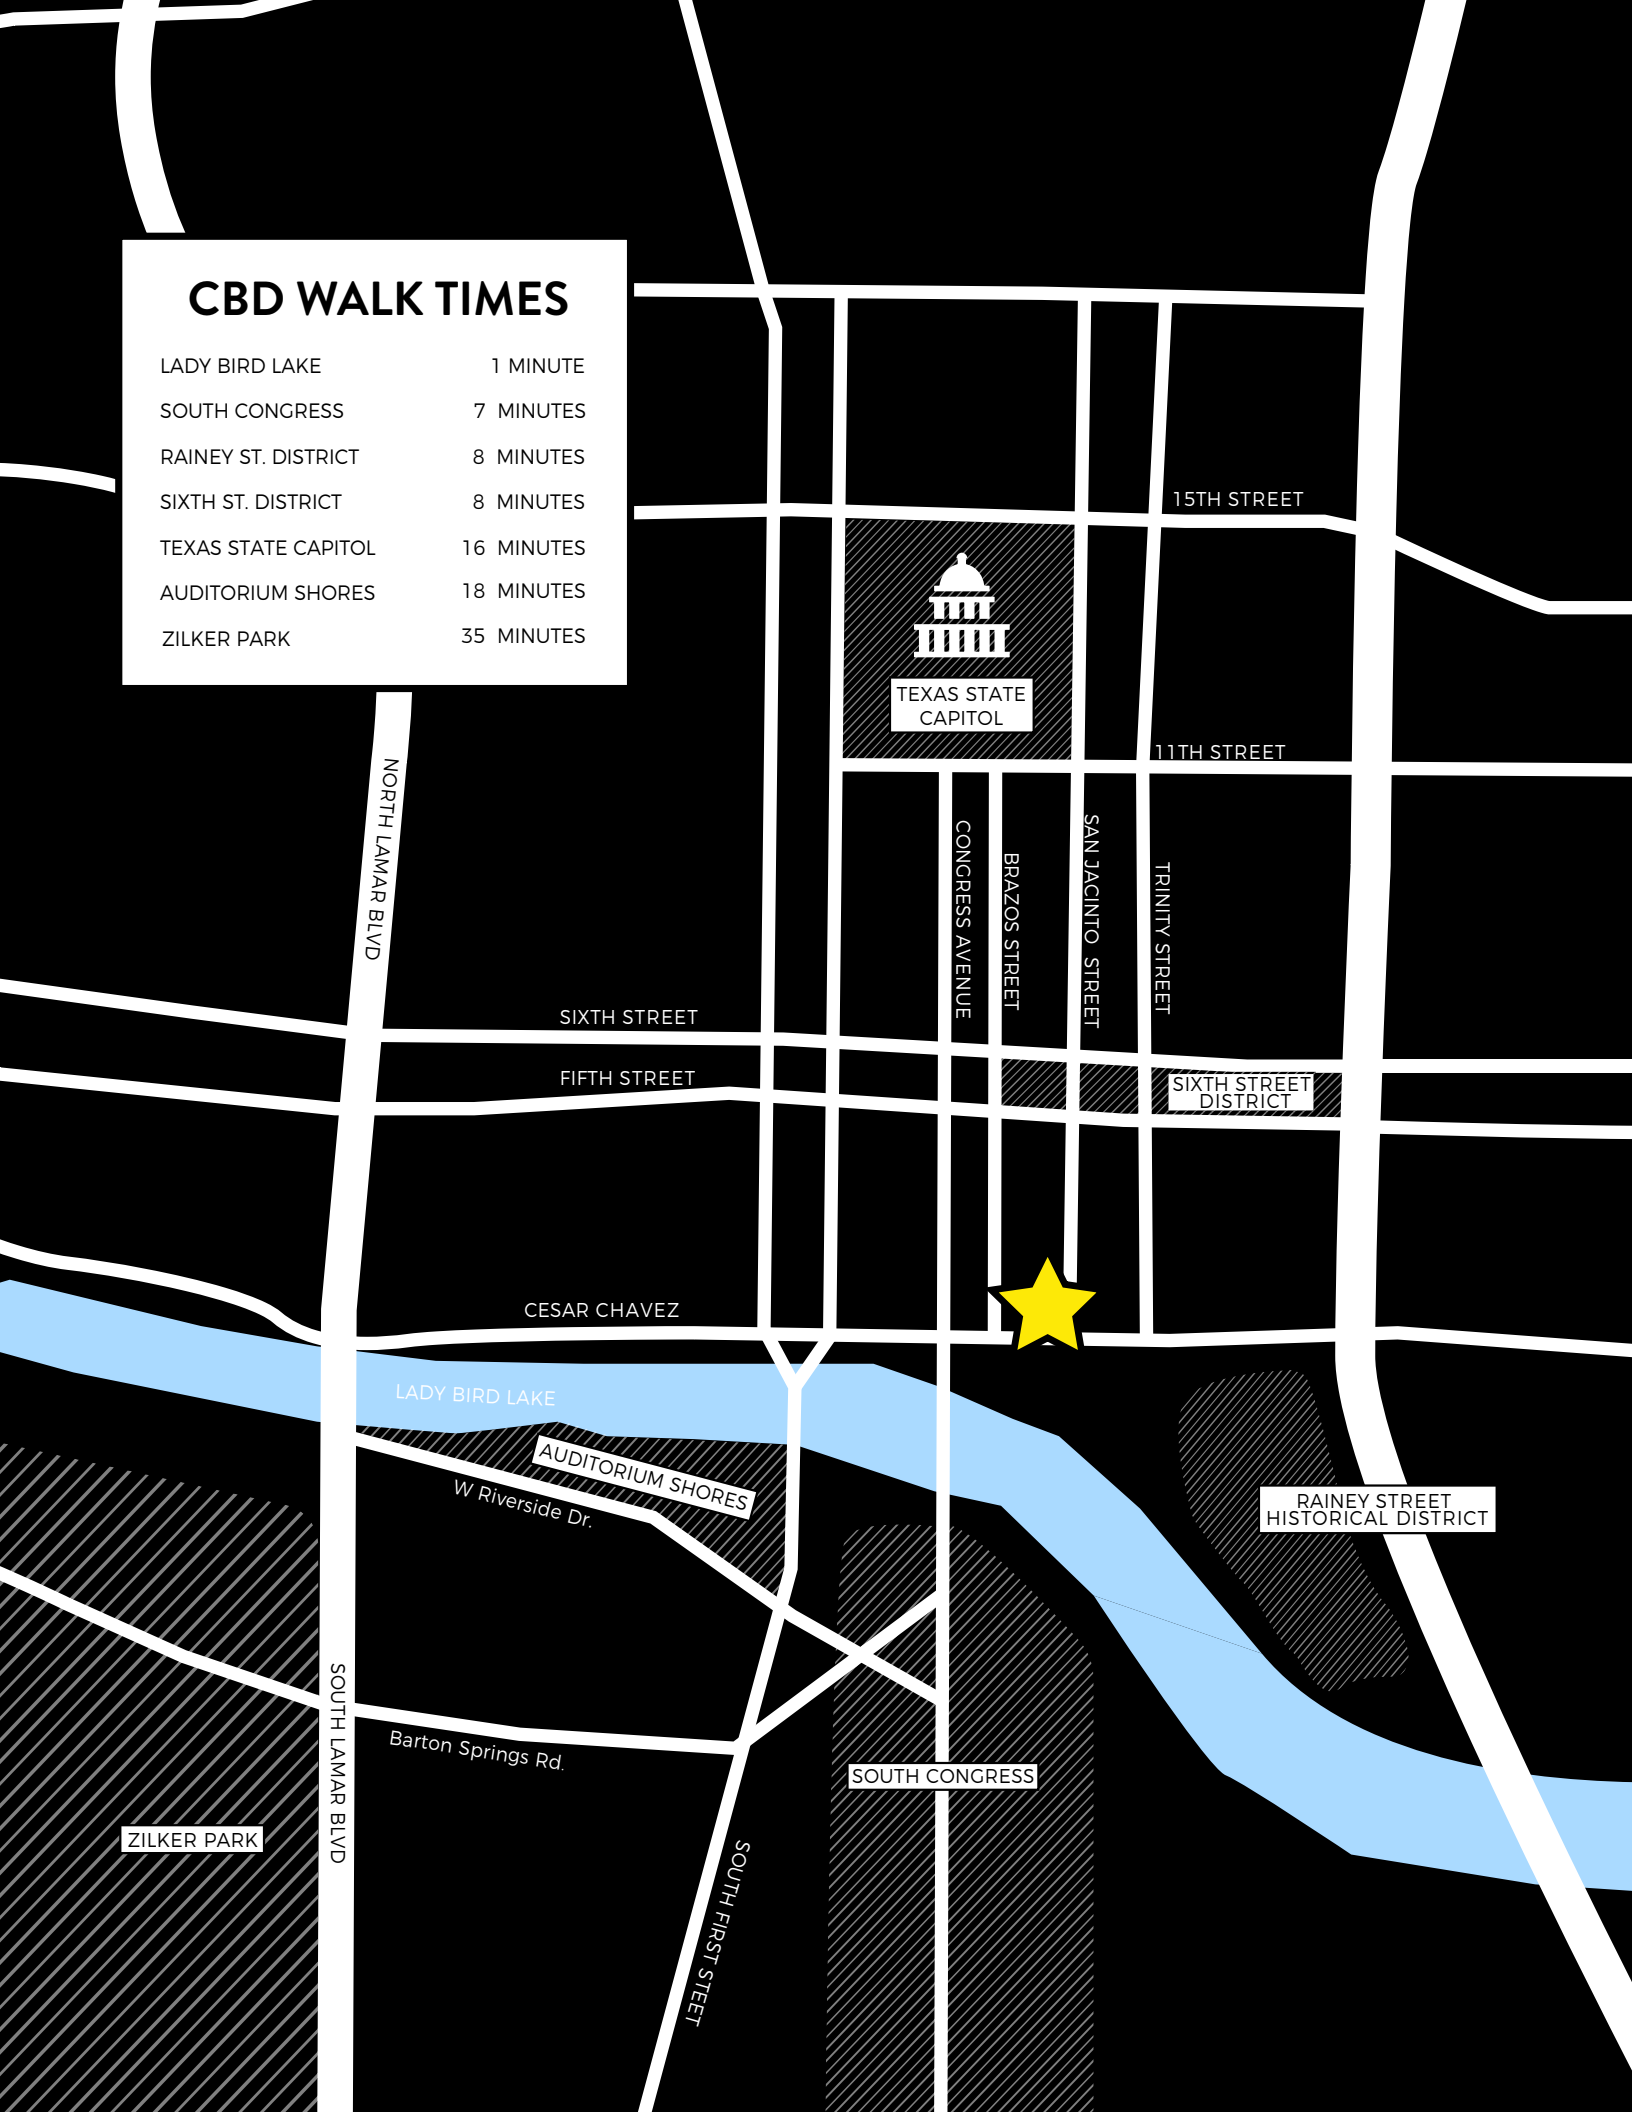 CBD WALK TIMES
LADY BIRD LAKE 1 MINUTE
SOUTH CONGRESS 7 MINUTES
RAINEY ST. DISTRICT 8 MINUTES
SIXTH ST. DISTRICT 8 MINUTES
TEXAS STATE CAPITOL 16 MINUTES
AUDITORIUM SHORES 18 MINUTES
ZILKER PARK 35 MINUTES
15TH STREET
TEXAS STATE
CAPITOL
11TH STREET
NORTH LAMAR BLVD
CONGRESS AVENUE
BRAZOS STREET
SAN JACINTO STREET
TRINITY STREET
SIXTH STREET
FIFTH STREET
SIXTH STREET
DISTRICT
CESAR CHAVEZ
LADY BIRD LAKE
AUDITORIUM SHORES
W Riverside Dr.
RAINEY STREET
HISTORICAL DISTRICT
SOUTH LAMAR BLVD
Barton Springs Rd.
SOUTH CONGRESS
ZILKER PARK
SOUTH FIRST STEET